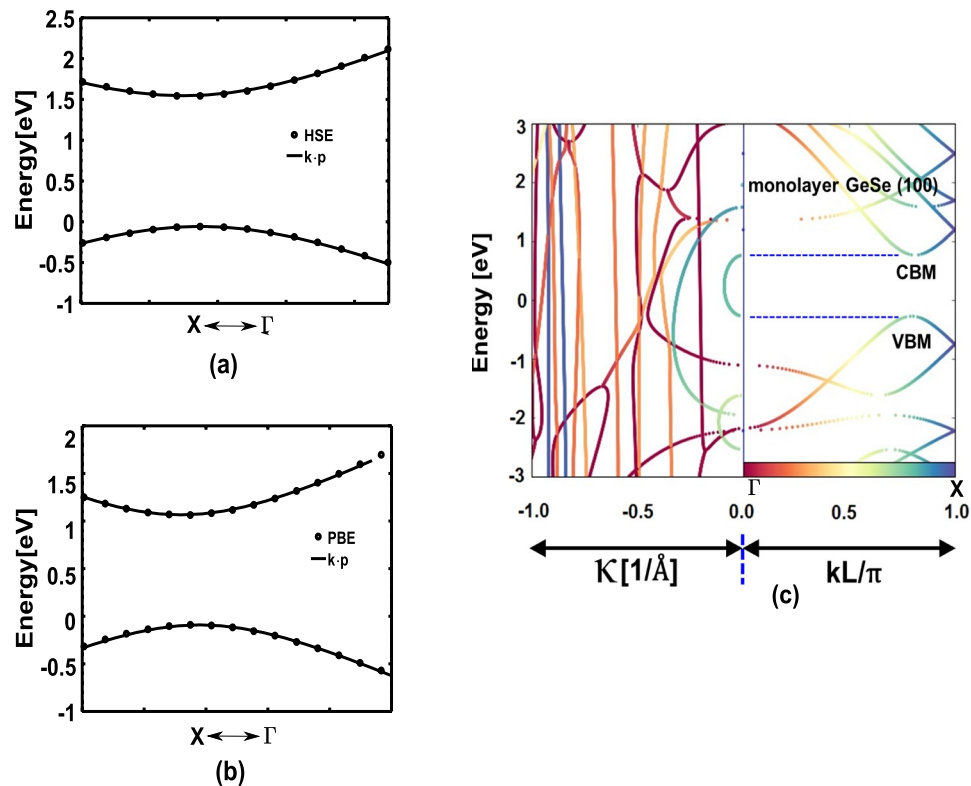 2.5
2
1.5
1
0.5
0
-0.5
-1
Energy[eV]
HSE
k·p
X Γ
(a)
2
1.5
1
0.5
0
-0.5
-1
Energy[eV]
PBE
k·p
X Γ
(b)
3
2
1
0
-1
-2
-3
Energy [eV]
monolayer GeSe (100)
CBM
VBM
Γ X
-1.0 -0.5 0.0 0.5 1.0
K[1/Å] kL/π
(c)